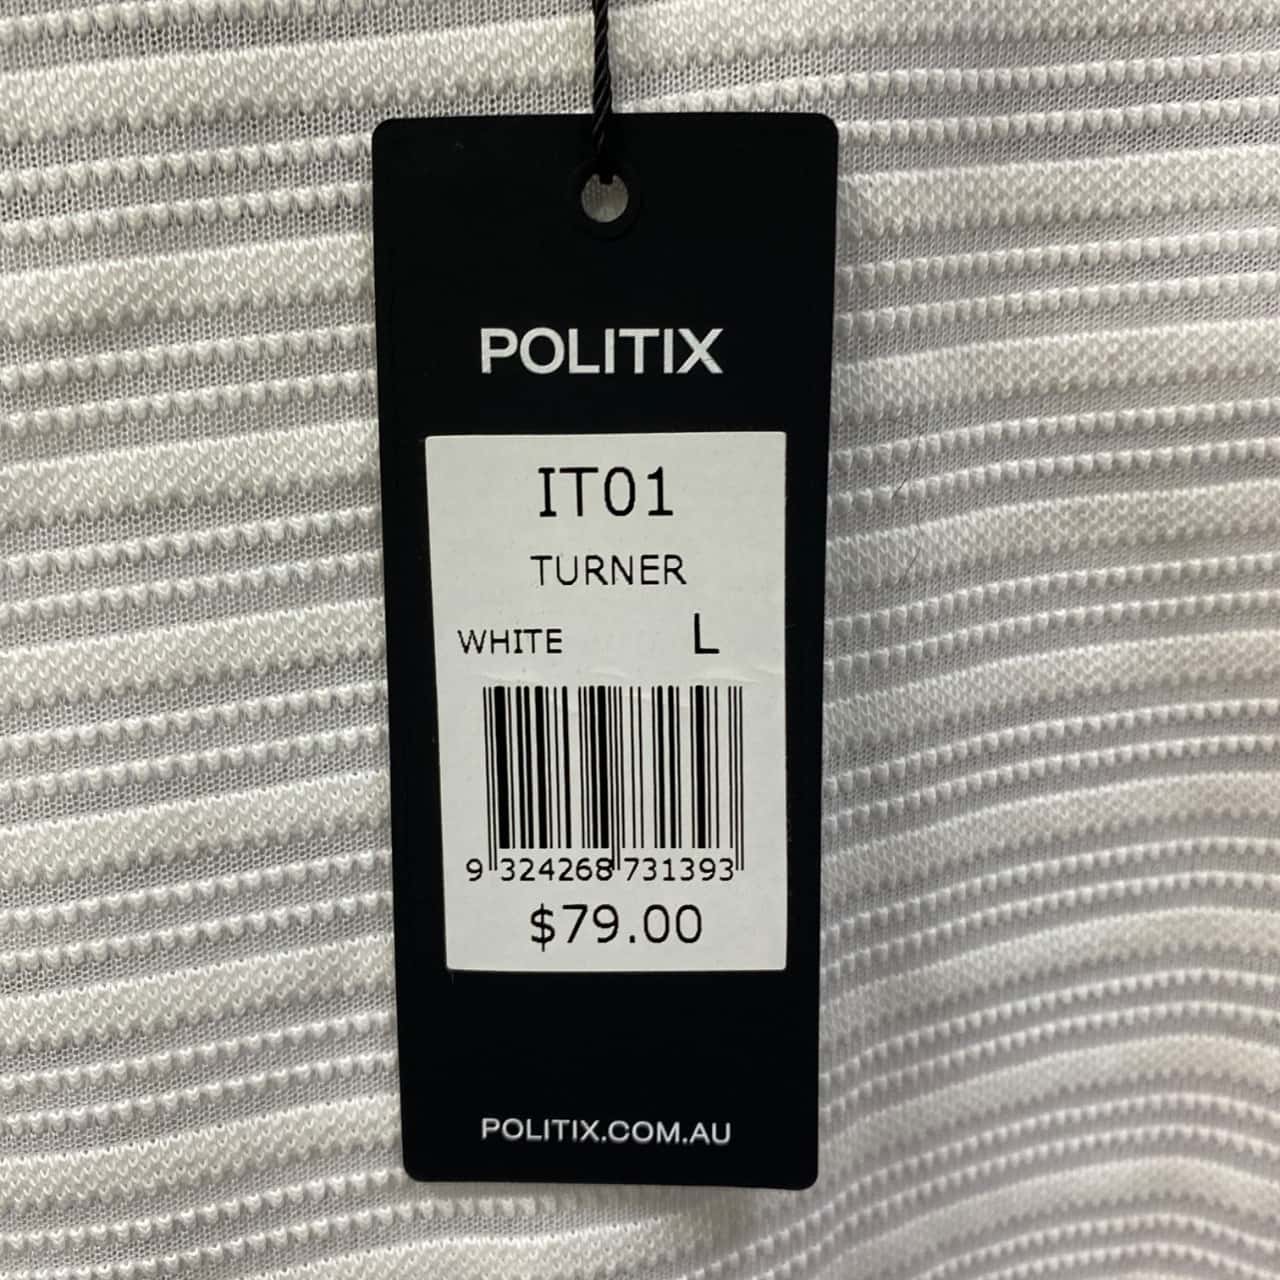 POLITIX
IT01
TURNER
WHITE L
9 324268 731393
$79.00
POLITIX.COM.AU